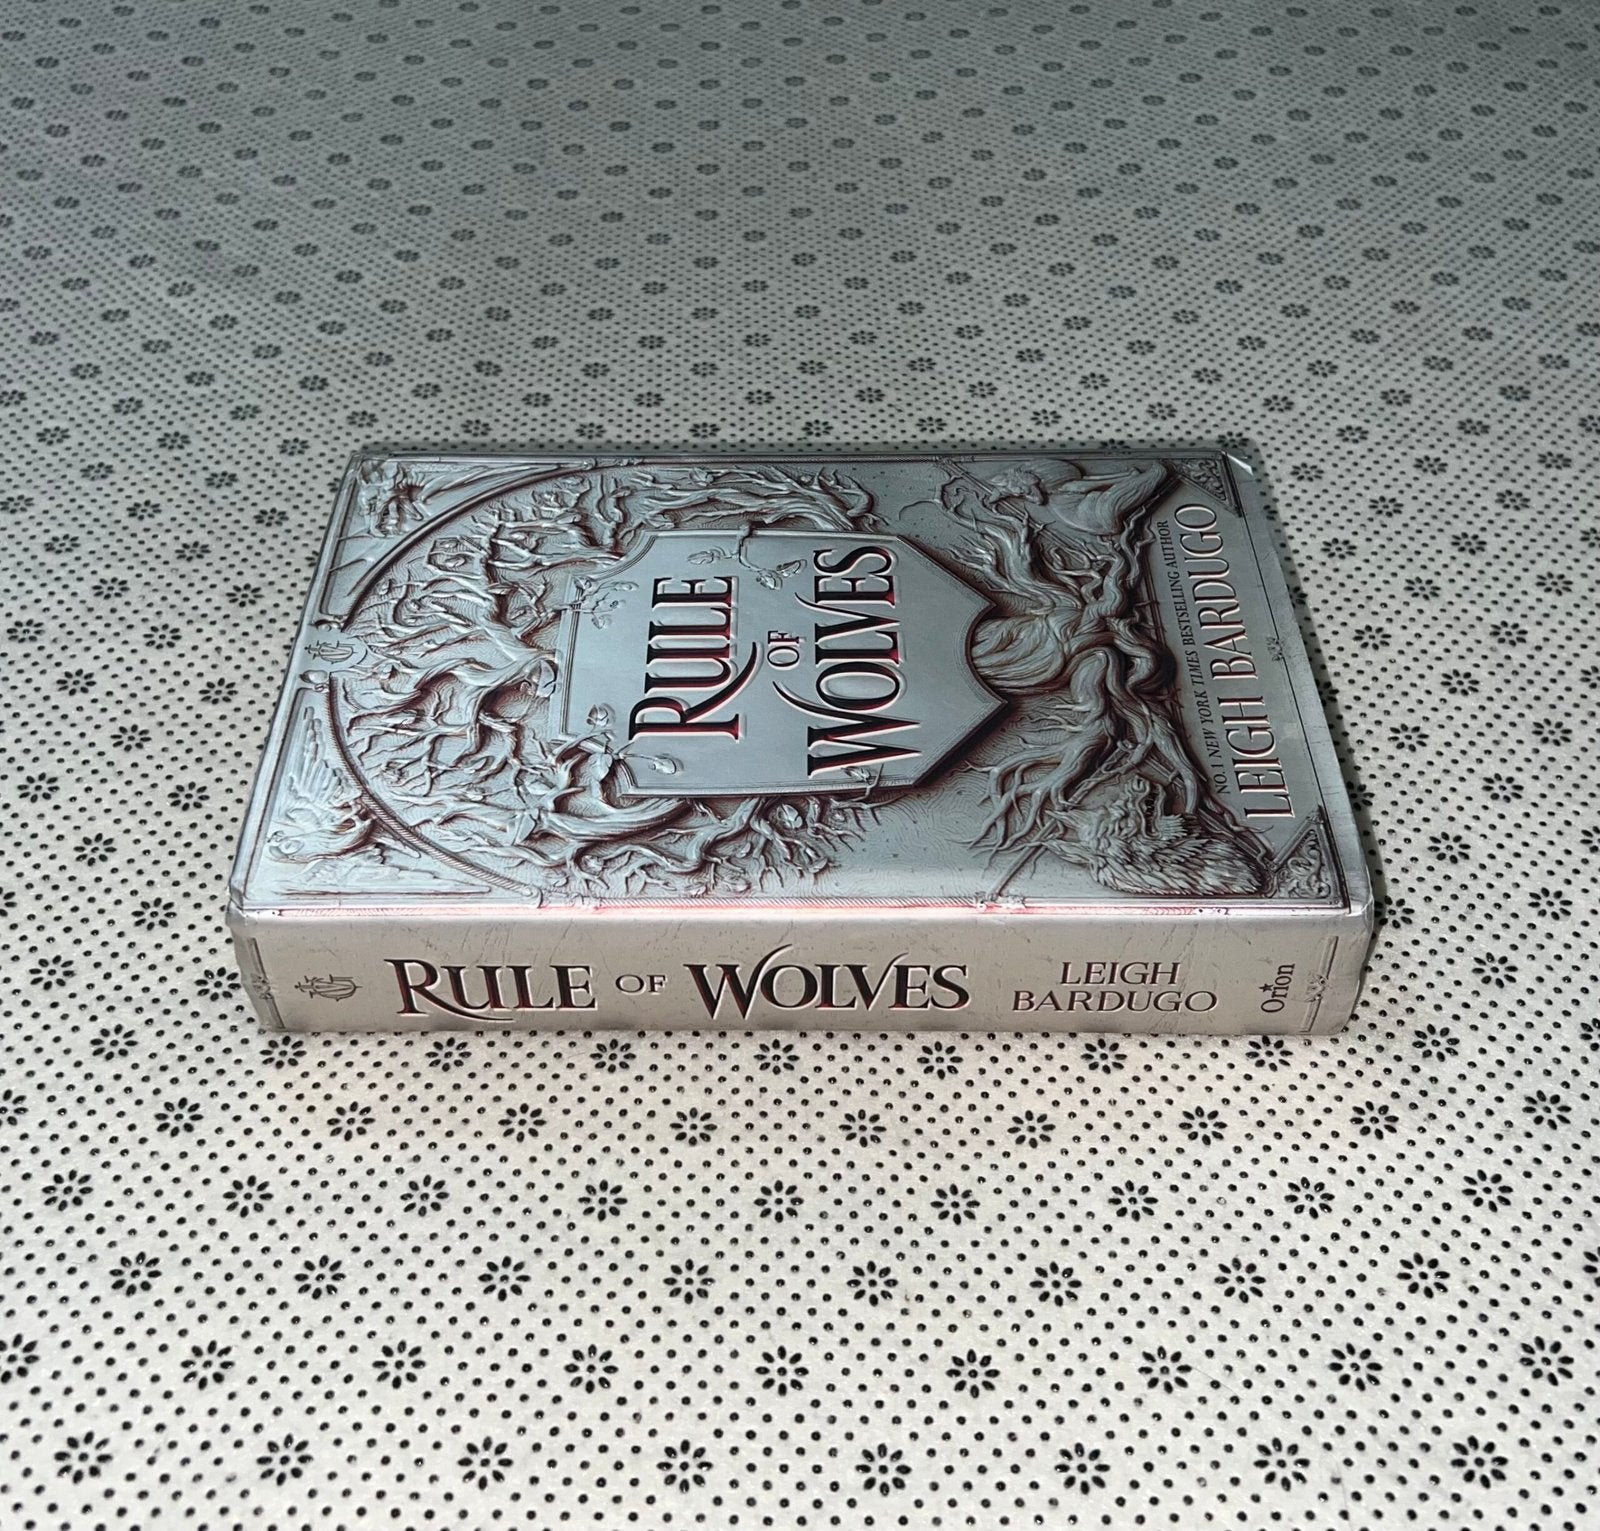 RULE
OF
WOLVES
NO.1 NEW YORK TIMES BESTSELLING AUTHOR
LEIGH BARDUGO
RULE OF WOLVES
LEIGH
BARDUGO
Orion